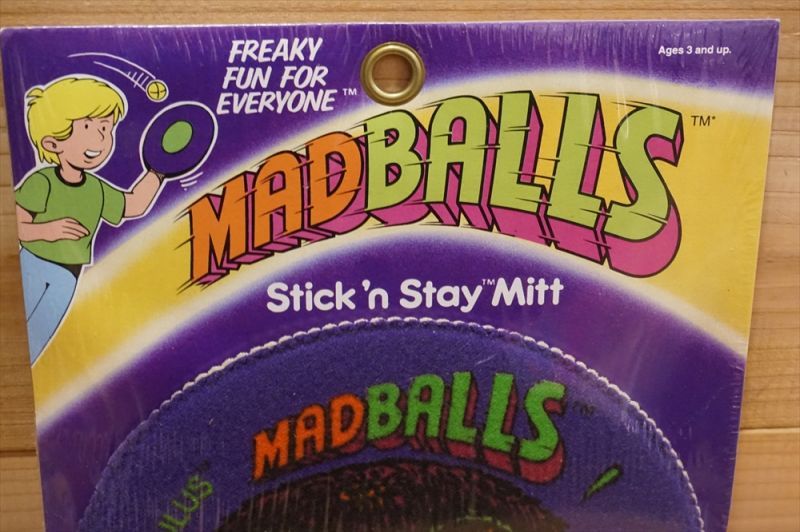 FREAKY
FUN FOR
EVERYONE™
Ages 3 and up.
MADBALLS™*
Stick 'n Stay™ Mitt
MADBALLS™